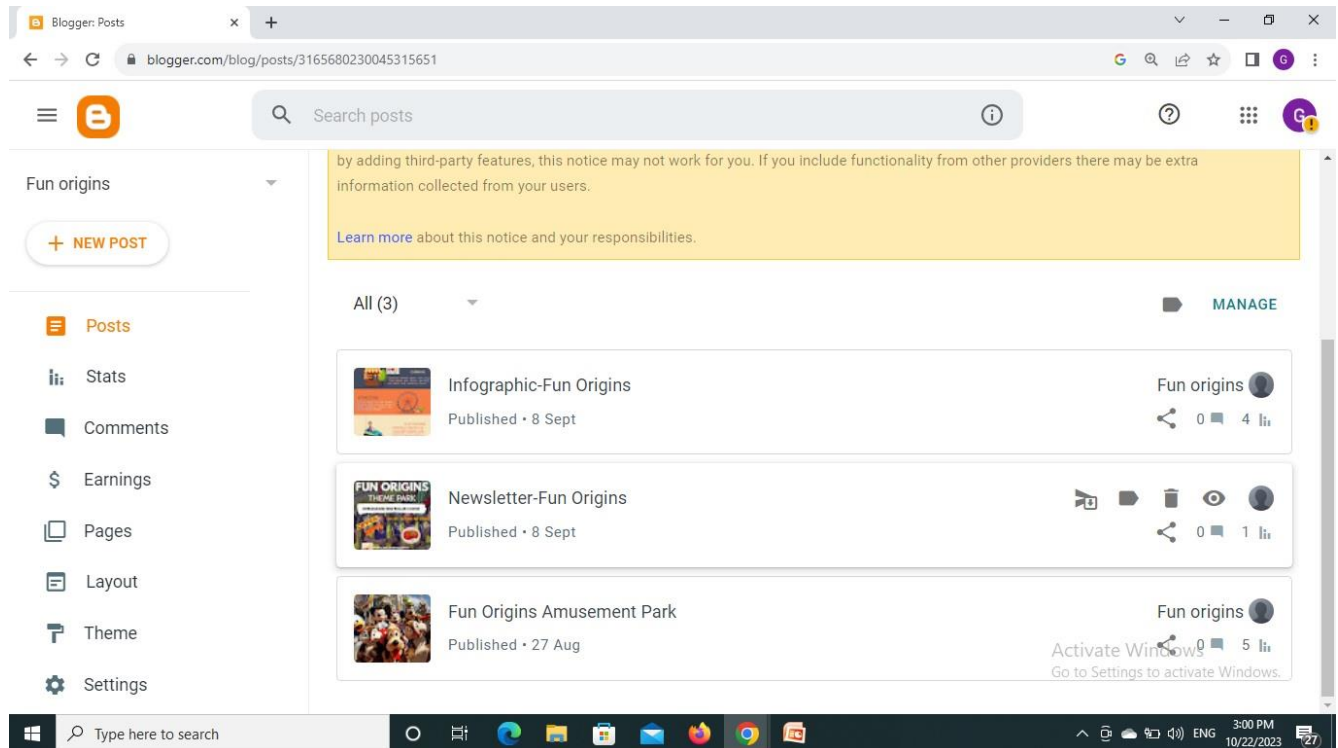 Blogger: Posts
blogger.com/blog/posts/3165680230045315651
G
Search posts
G
Fun origins
NEW POST
Posts
Stats
Comments
Earnings
Pages
Layout
Theme
Settings
by adding third-party features, this notice may not work for you. If you include functionality from other providers there may be extra
information collected from your users.
Learn more about this notice and your responsibilities.
All (3)
MANAGE
Infographic-Fun Origins
Fun origins
Published • 8 Sept
0 4
FUN ORIGINS
THEME PARK
Newsletter-Fun Origins
Published • 8 Sept
0 1
Fun Origins Amusement Park
Fun origins
Published • 27 Aug
0 5
Activate Windows
Go to Settings to activate Windows.
Type here to search
ENG
3:00 PM
10/22/2023
27